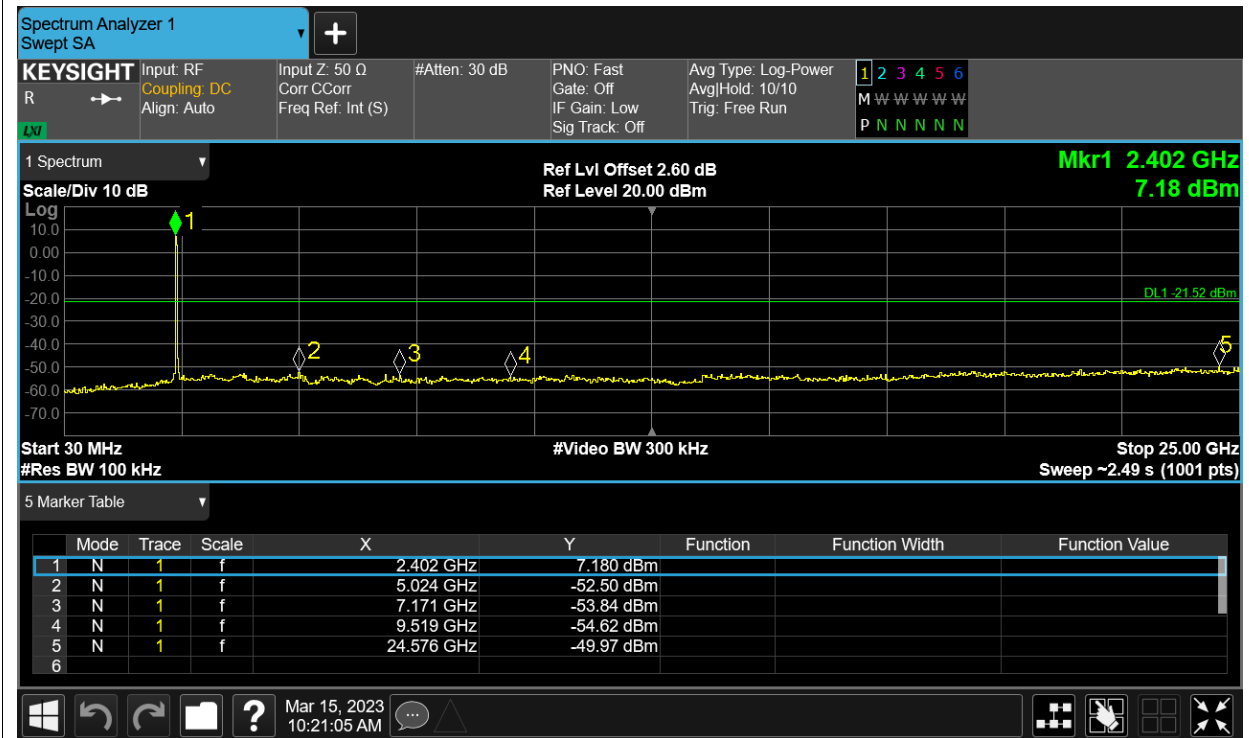 Spectrum Analyzer 1
Swept SA
+
KEYSIGHT
R
LXI
Input: RF
Coupling: DC
Align: Auto
Input Z: 50 Ω
Corr CCorr
Freq Ref: Int (S)
#Atten: 30 dB
PNO: Fast
Gate: Off
IF Gain: Low
Sig Track: Off
Avg Type: Log-Power
Avg|Hold: 10/10
Trig: Free Run
1 2 3 4 5 6
M W W W W W
P N N N N N
1 Spectrum
Scale/Div 10 dB
Ref Lvl Offset 2.60 dB
Ref Level 20.00 dBm
Mkr1 2.402 GHz
7.18 dBm
Log
10.0
0.00
-10.0
-20.0
-30.0
-40.0
-50.0
-60.0
-70.0
1
2
3
4
5
DL1 -21.52 dBm
Start 30 MHz
#Res BW 100 kHz
#Video BW 300 kHz
Stop 25.00 GHz
Sweep ~2.49 s (1001 pts)
5 Marker Table
Mode Trace Scale X Y Function Function Width Function Value
1 N 1 f 2.402 GHz 7.180 dBm
2 N 1 f 5.024 GHz -52.50 dBm
3 N 1 f 7.171 GHz -53.84 dBm
4 N 1 f 9.519 GHz -54.62 dBm
5 N 1 f 24.576 GHz -49.97 dBm
6
?
Mar 15, 2023
10:21:05 AM